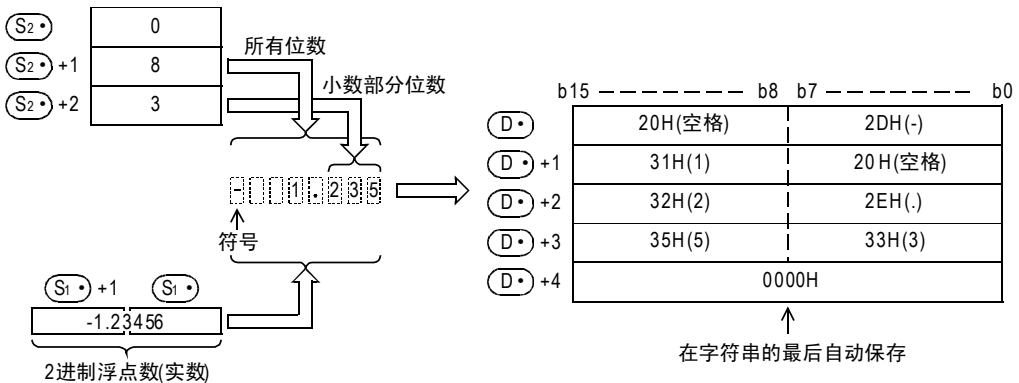 S2• 0
S2• +1 8
S2• +2 3
所有位数
小数部分位数
- 1 . 2 3 5
符号
S1• +1 S1•
-1.23456
2进制浮点数(实数)
b15 b8 b7 b0
D• 20H(空格) 2DH(-)
D• +1 31H(1) 20H(空格)
D• +2 32H(2) 2EH(.)
D• +3 35H(5) 33H(3)
D• +4 0000H
在字符串的最后自动保存